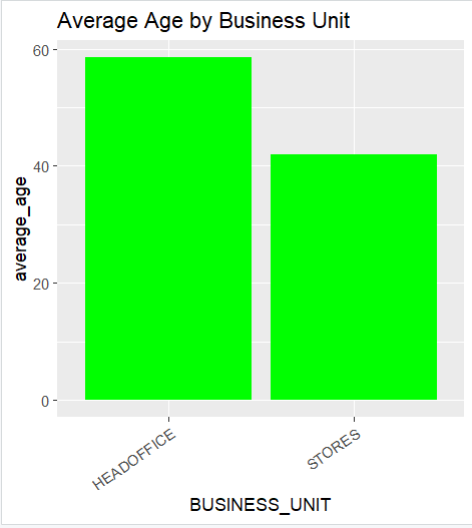 Average Age by Business Unit
60
40
20
0
average_age
HEADOFFICE
STORES
BUSINESS_UNIT